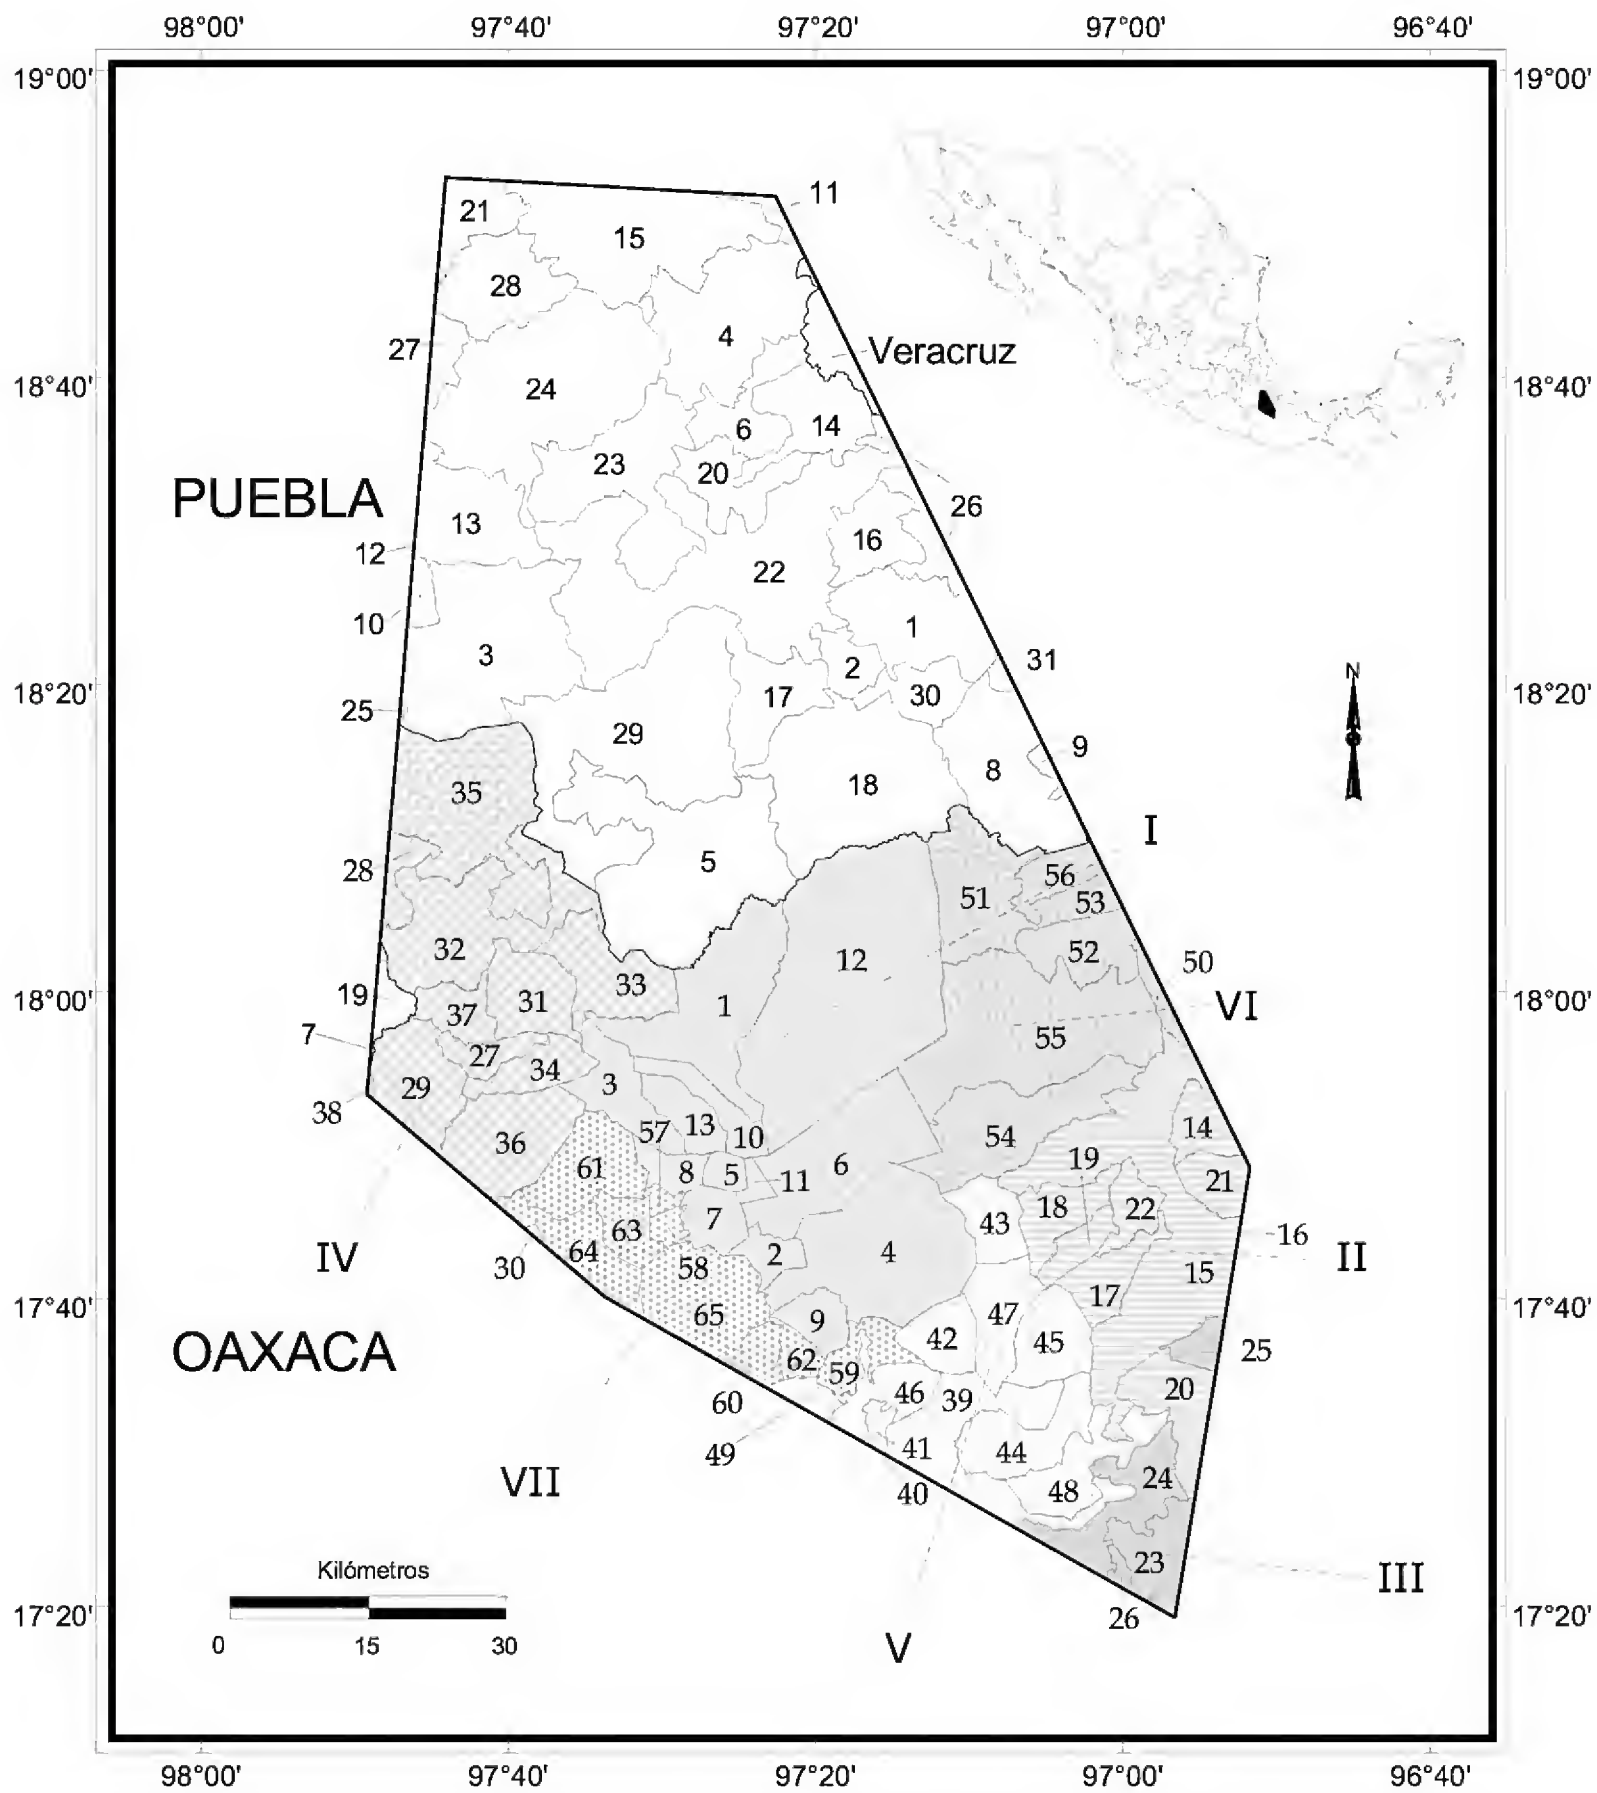 98°00' 97°40' 97°20' 97°00' 96°40'
19°00' 19°00'
11
21
15
28
4
27
Veracruz
18°40' 24 18°40'
6 14
23
20
PUEBLA
26
13
12 16
22
10 1
3 31
2
18°20' 17 30 18°20'
N
25
29
9
8
18
35
I
5
28 56
51 53
32 12 52 50
33
19 31 1 18°00' 18°00'
37 VI
7
55
27
34
29 3
38
57 13 10 54 14
36
61 8 5 11 6 19 21
18 22
7 43
63 16
IV 64 2 4 II
30 58 15
17
17°40' 65 9 47 17°40'
42 45
OAXACA 25
62 59
46 39 20
60
49 41 44
VII 24
40 48
Kilómetros 23
III
17°20' 26 17°20'
0 15 30
V
98°00' 97°40' 97°20' 97°00' 96°40'